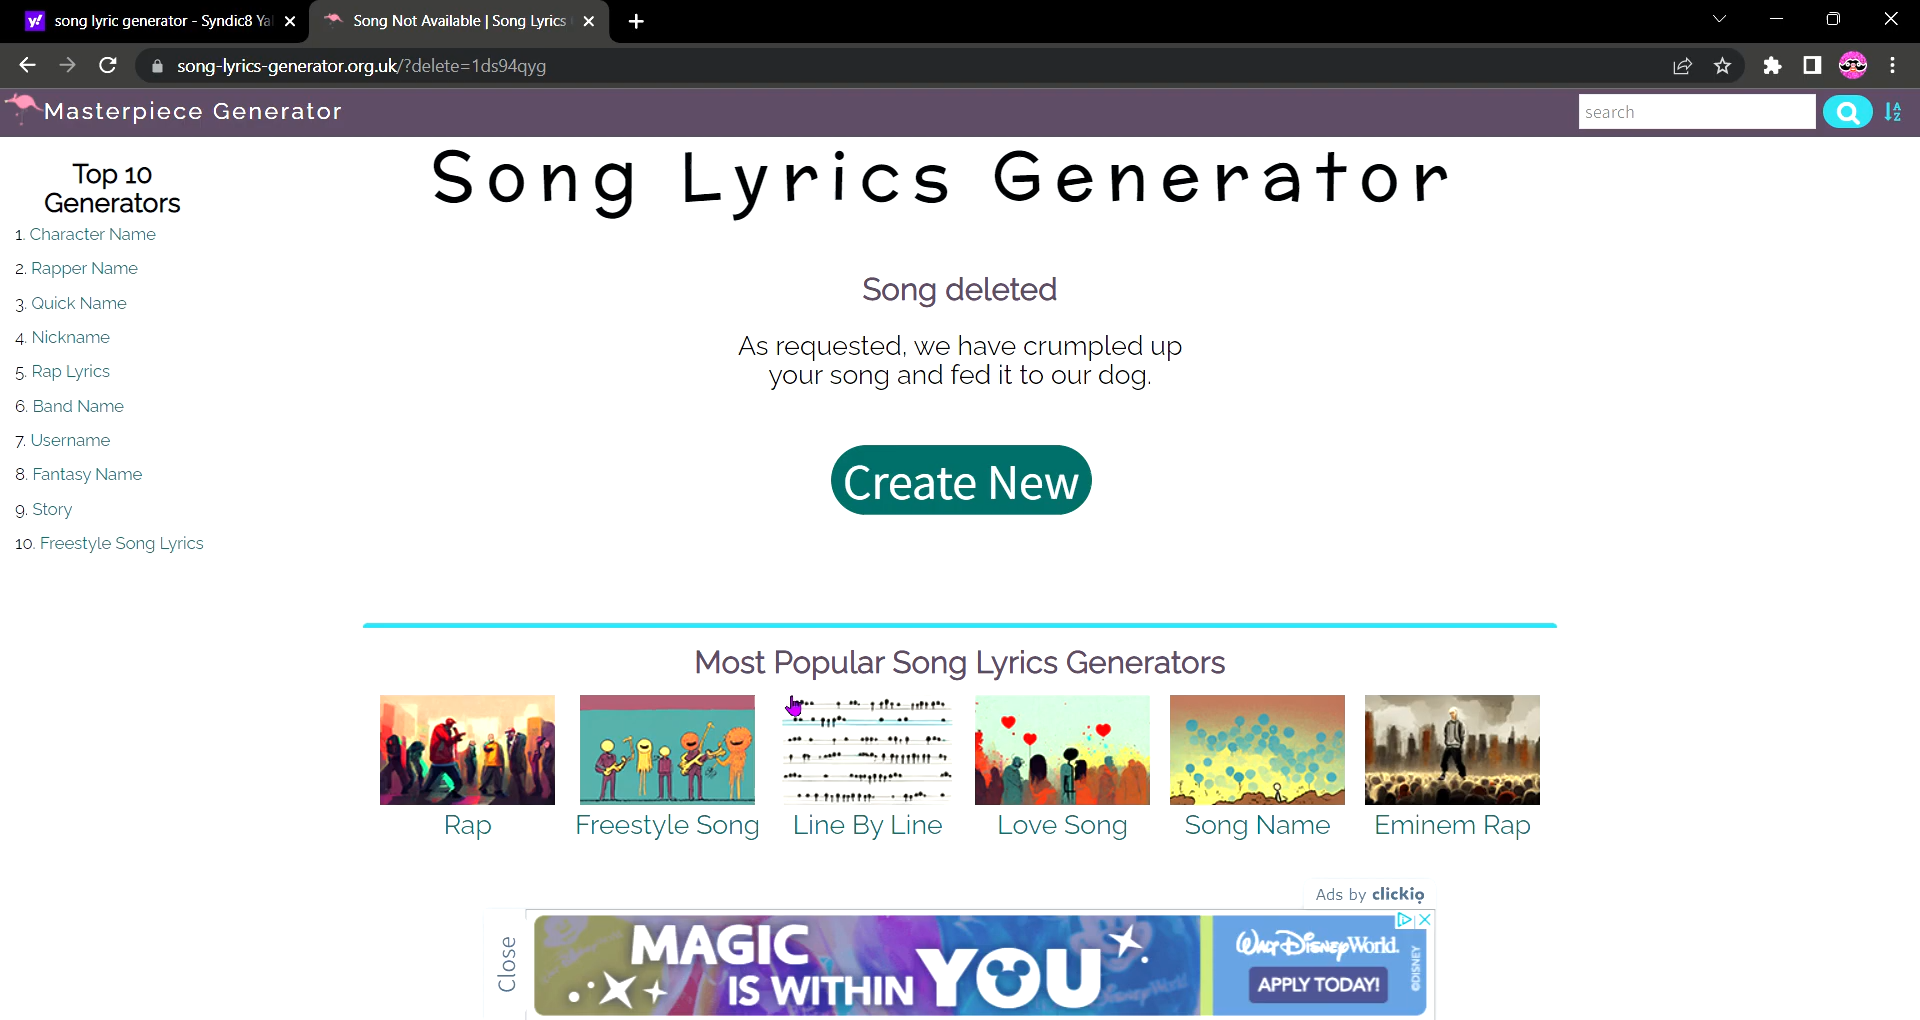 song lyric generator - Syndic8 Ya
Song Not Available | Song Lyrics
song-lyrics-generator.org.uk/?delete=1ds94qyg
Masterpiece Generator
search
Song Lyrics Generator
Top 10
Generators
1. Character Name
2. Rapper Name
3. Quick Name
4. Nickname
5. Rap Lyrics
6. Band Name
7. Username
8. Fantasy Name
9. Story
10. Freestyle Song Lyrics
Song deleted
As requested, we have crumpled up
your song and fed it to our dog.
Create New
Most Popular Song Lyrics Generators
Rap
Freestyle Song
Line By Line
Love Song
Song Name
Eminem Rap
Ads by clickio
Close
MAGIC
IS WITHIN YOU
Walt Disney World.
APPLY TODAY!
©DISNEY